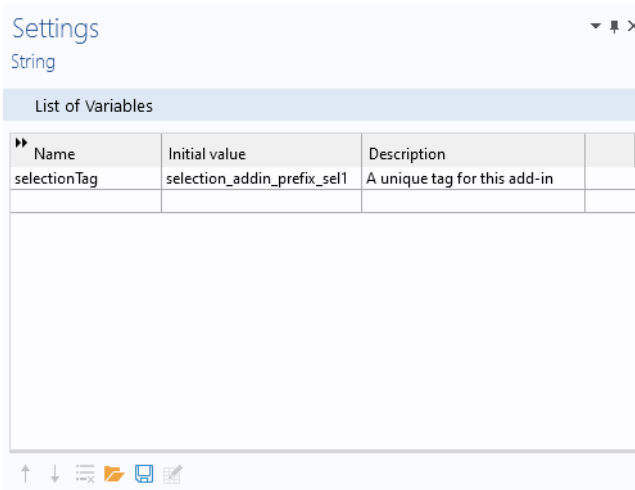 Settings
String
List of Variables
Name Initial value Description
selectionTag selection_addin_prefix_sel1 A unique tag for this add-in